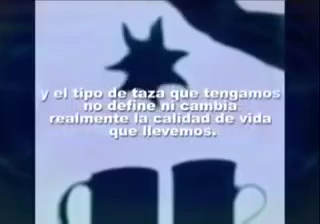 y el tipo de taza que tengamos
no define ni cambia
realmente la calidad de vida
que llevemos.